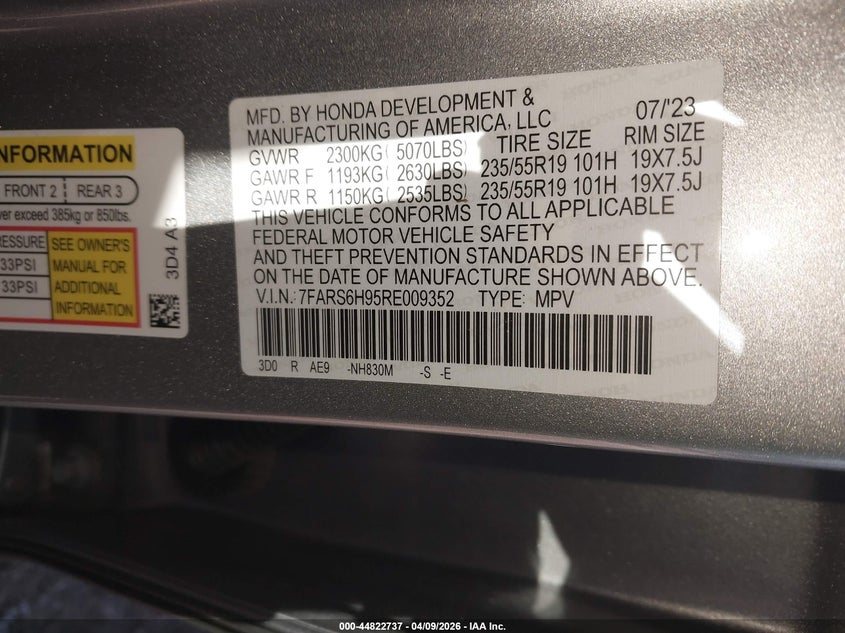 INFORMATION
FRONT 2 REAR 3
ver exceed 385kg or 850lbs.
RESSURE SEE OWNER'S
33PSI MANUAL FOR
33PSI ADDITIONAL
INFORMATION
3D4 A3
MFD. BY HONDA DEVELOPMENT & 07/'23
MANUFACTURING OF AMERICA, LLC
TIRE SIZE RIM SIZE
GVWR 2300KG( 5070LBS)
GAWR F 1193KG( 2630LBS) 235/55R19 101H 19X7.5J
GAWR R 1150KG( 2535LBS) 235/55R19 101H 19X7.5J
THIS VEHICLE CONFORMS TO ALL APPLICABLE
FEDERAL MOTOR VEHICLE SAFETY
AND THEFT PREVENTION STANDARDS IN EFFECT
ON THE DATE OF MANUFACTURE SHOWN ABOVE.
V.I.N.: 7FARS6H95RE009352 TYPE: MPV
3D0 R AE9 -NH830M -S -E
000-44822737 - 04/09/2026 - IAA Inc.